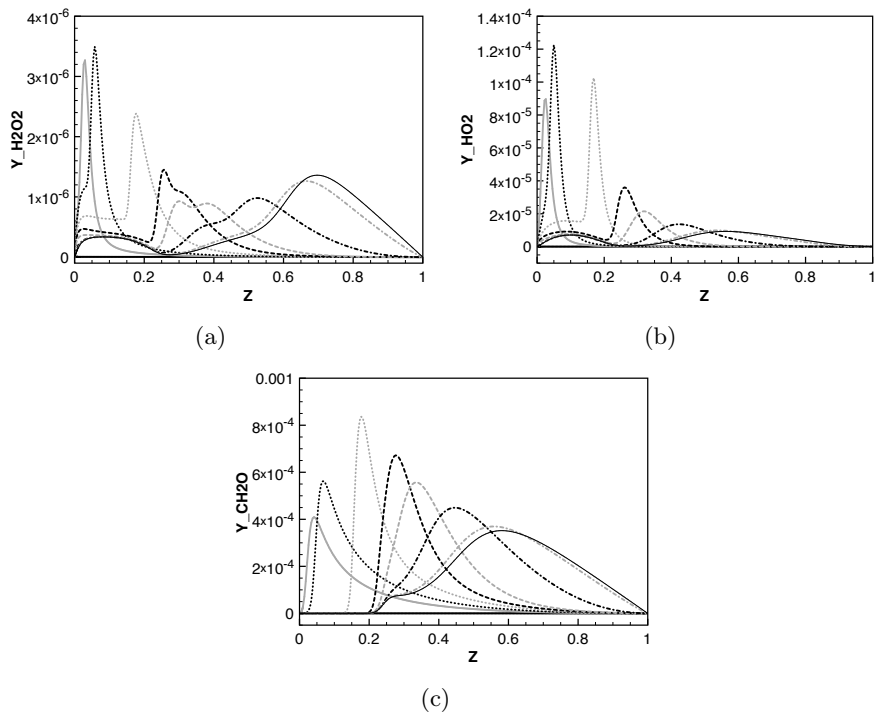 4×10⁻⁶
3×10⁻⁶
2×10⁻⁶
1×10⁻⁶
0
Y_H2O2
0 0.2 0.4 0.6 0.8 1
Z
(a)
1.4×10⁻⁴
1.2×10⁻⁴
1×10⁻⁴
8×10⁻⁵
6×10⁻⁵
4×10⁻⁵
2×10⁻⁵
0
Y_HO2
0 0.2 0.4 0.6 0.8 1
Z
(b)
0.001
8×10⁻⁴
6×10⁻⁴
4×10⁻⁴
2×10⁻⁴
0
Y_CH2O
0 0.2 0.4 0.6 0.8 1
Z
(c)